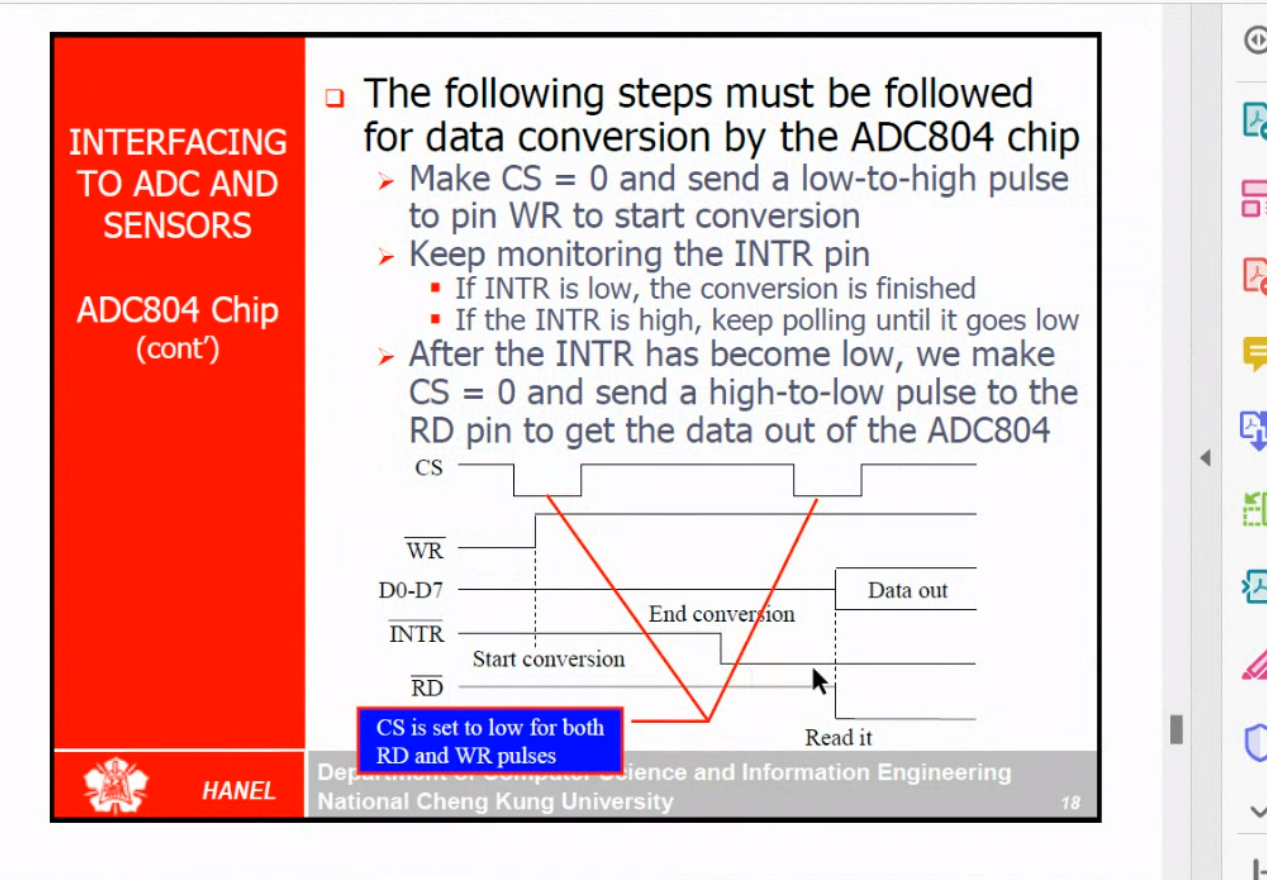 INTERFACING
TO ADC AND
SENSORS
ADC804 Chip
(cont’)
❑ The following steps must be followed
for data conversion by the ADC804 chip
➢ Make CS = 0 and send a low-to-high pulse
to pin WR to start conversion
➢ Keep monitoring the INTR pin
▪ If INTR is low, the conversion is finished
▪ If the INTR is high, keep polling until it goes low
➢ After the INTR has become low, we make
CS = 0 and send a high-to-low pulse to the
RD pin to get the data out of the ADC804
CS
WR
D0-D7
Data out
End conversion
INTR
Start conversion
RD
CS is set to low for both
RD and WR pulses
Read it
HANEL
Science and Information Engineering
National Cheng Kung University
18